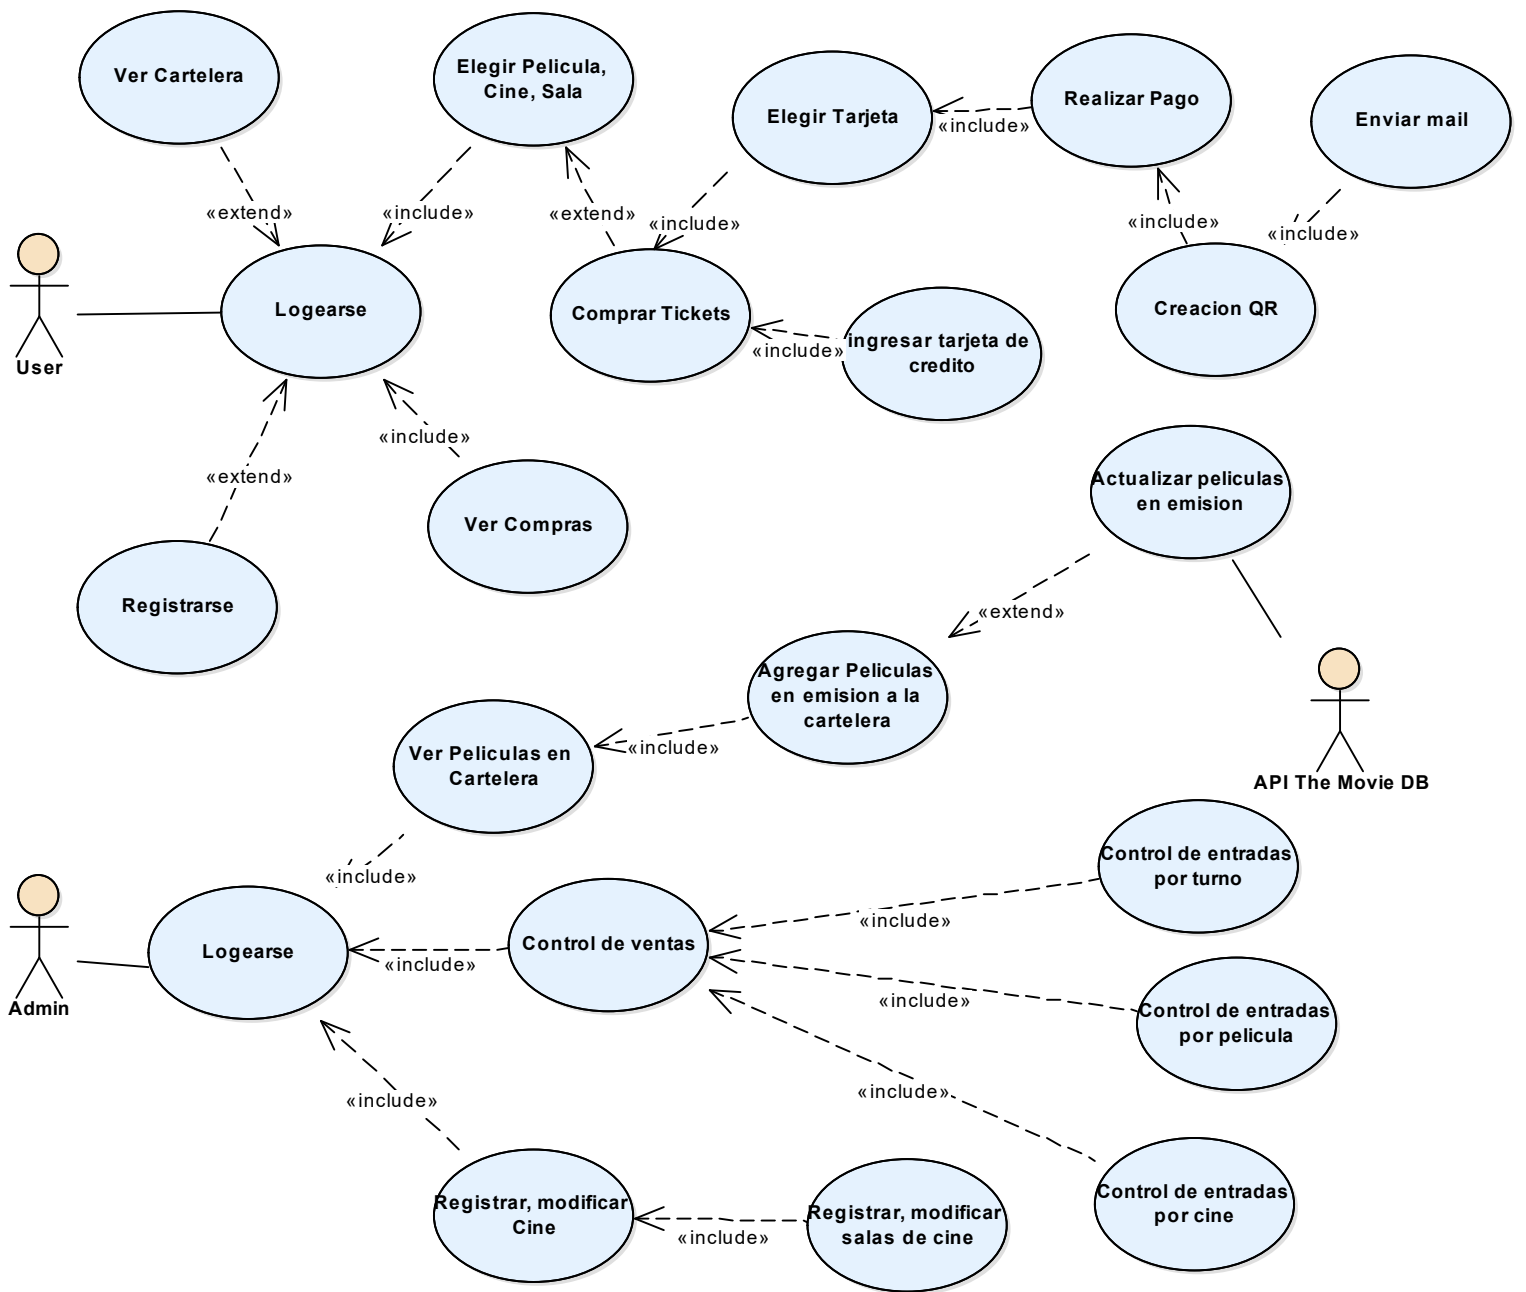 Ver Cartelera
Elegir Pelicula,
Cine, Sala
Elegir Tarjeta
Realizar Pago
Enviar mail
«include»
«extend»
«include»
«extend»
«include»
«include»
«include»
User
Logearse
Comprar Tickets
«include»
ingresar tarjeta de
credito
Creacion QR
«include»
«extend»
Ver Compras
Registrarse
Actualizar peliculas
en emision
«extend»
Agregar Peliculas
en emision a la
cartelera
«include»
Ver Peliculas en
Cartelera
API The Movie DB
«include»
Admin
Logearse
«include»
Control de ventas
«include»
Control de entradas
por turno
«include»
Control de entradas
por pelicula
«include»
Control de entradas
por cine
«include»
Registrar, modificar
Cine
«include»
Registrar, modificar
salas de cine